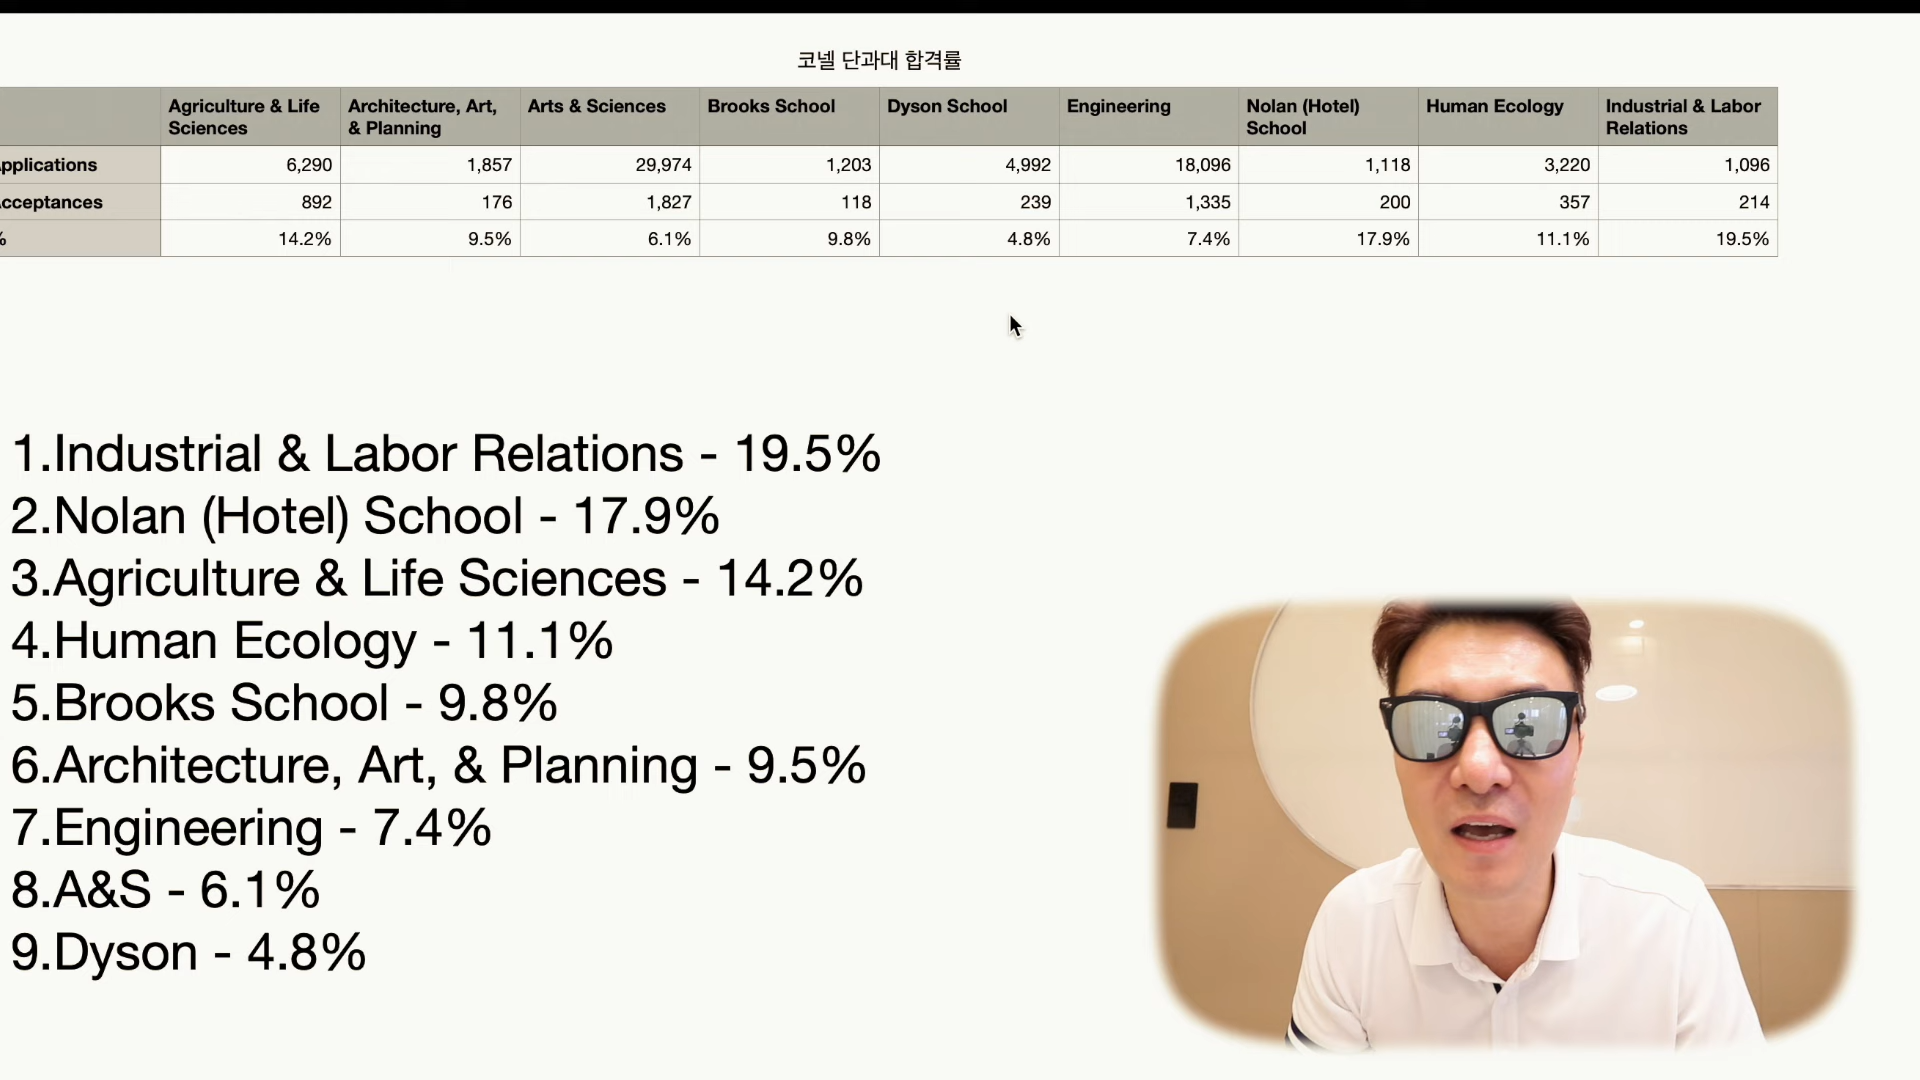 코넬 단과대 합격률
Agriculture & Life Sciences Architecture, Art, & Planning Arts & Sciences Brooks School Dyson School Engineering Nolan (Hotel) School Human Ecology Industrial & Labor Relations
pplications 6,290 1,857 29,974 1,203 4,992 18,096 1,118 3,220 1,096
cceptances 892 176 1,827 118 239 1,335 200 357 214
% 14.2% 9.5% 6.1% 9.8% 4.8% 7.4% 17.9% 11.1% 19.5%
1.Industrial & Labor Relations - 19.5%
2.Nolan (Hotel) School - 17.9%
3.Agriculture & Life Sciences - 14.2%
4.Human Ecology - 11.1%
5.Brooks School - 9.8%
6.Architecture, Art, & Planning - 9.5%
7.Engineering - 7.4%
8.A&S - 6.1%
9.Dyson - 4.8%